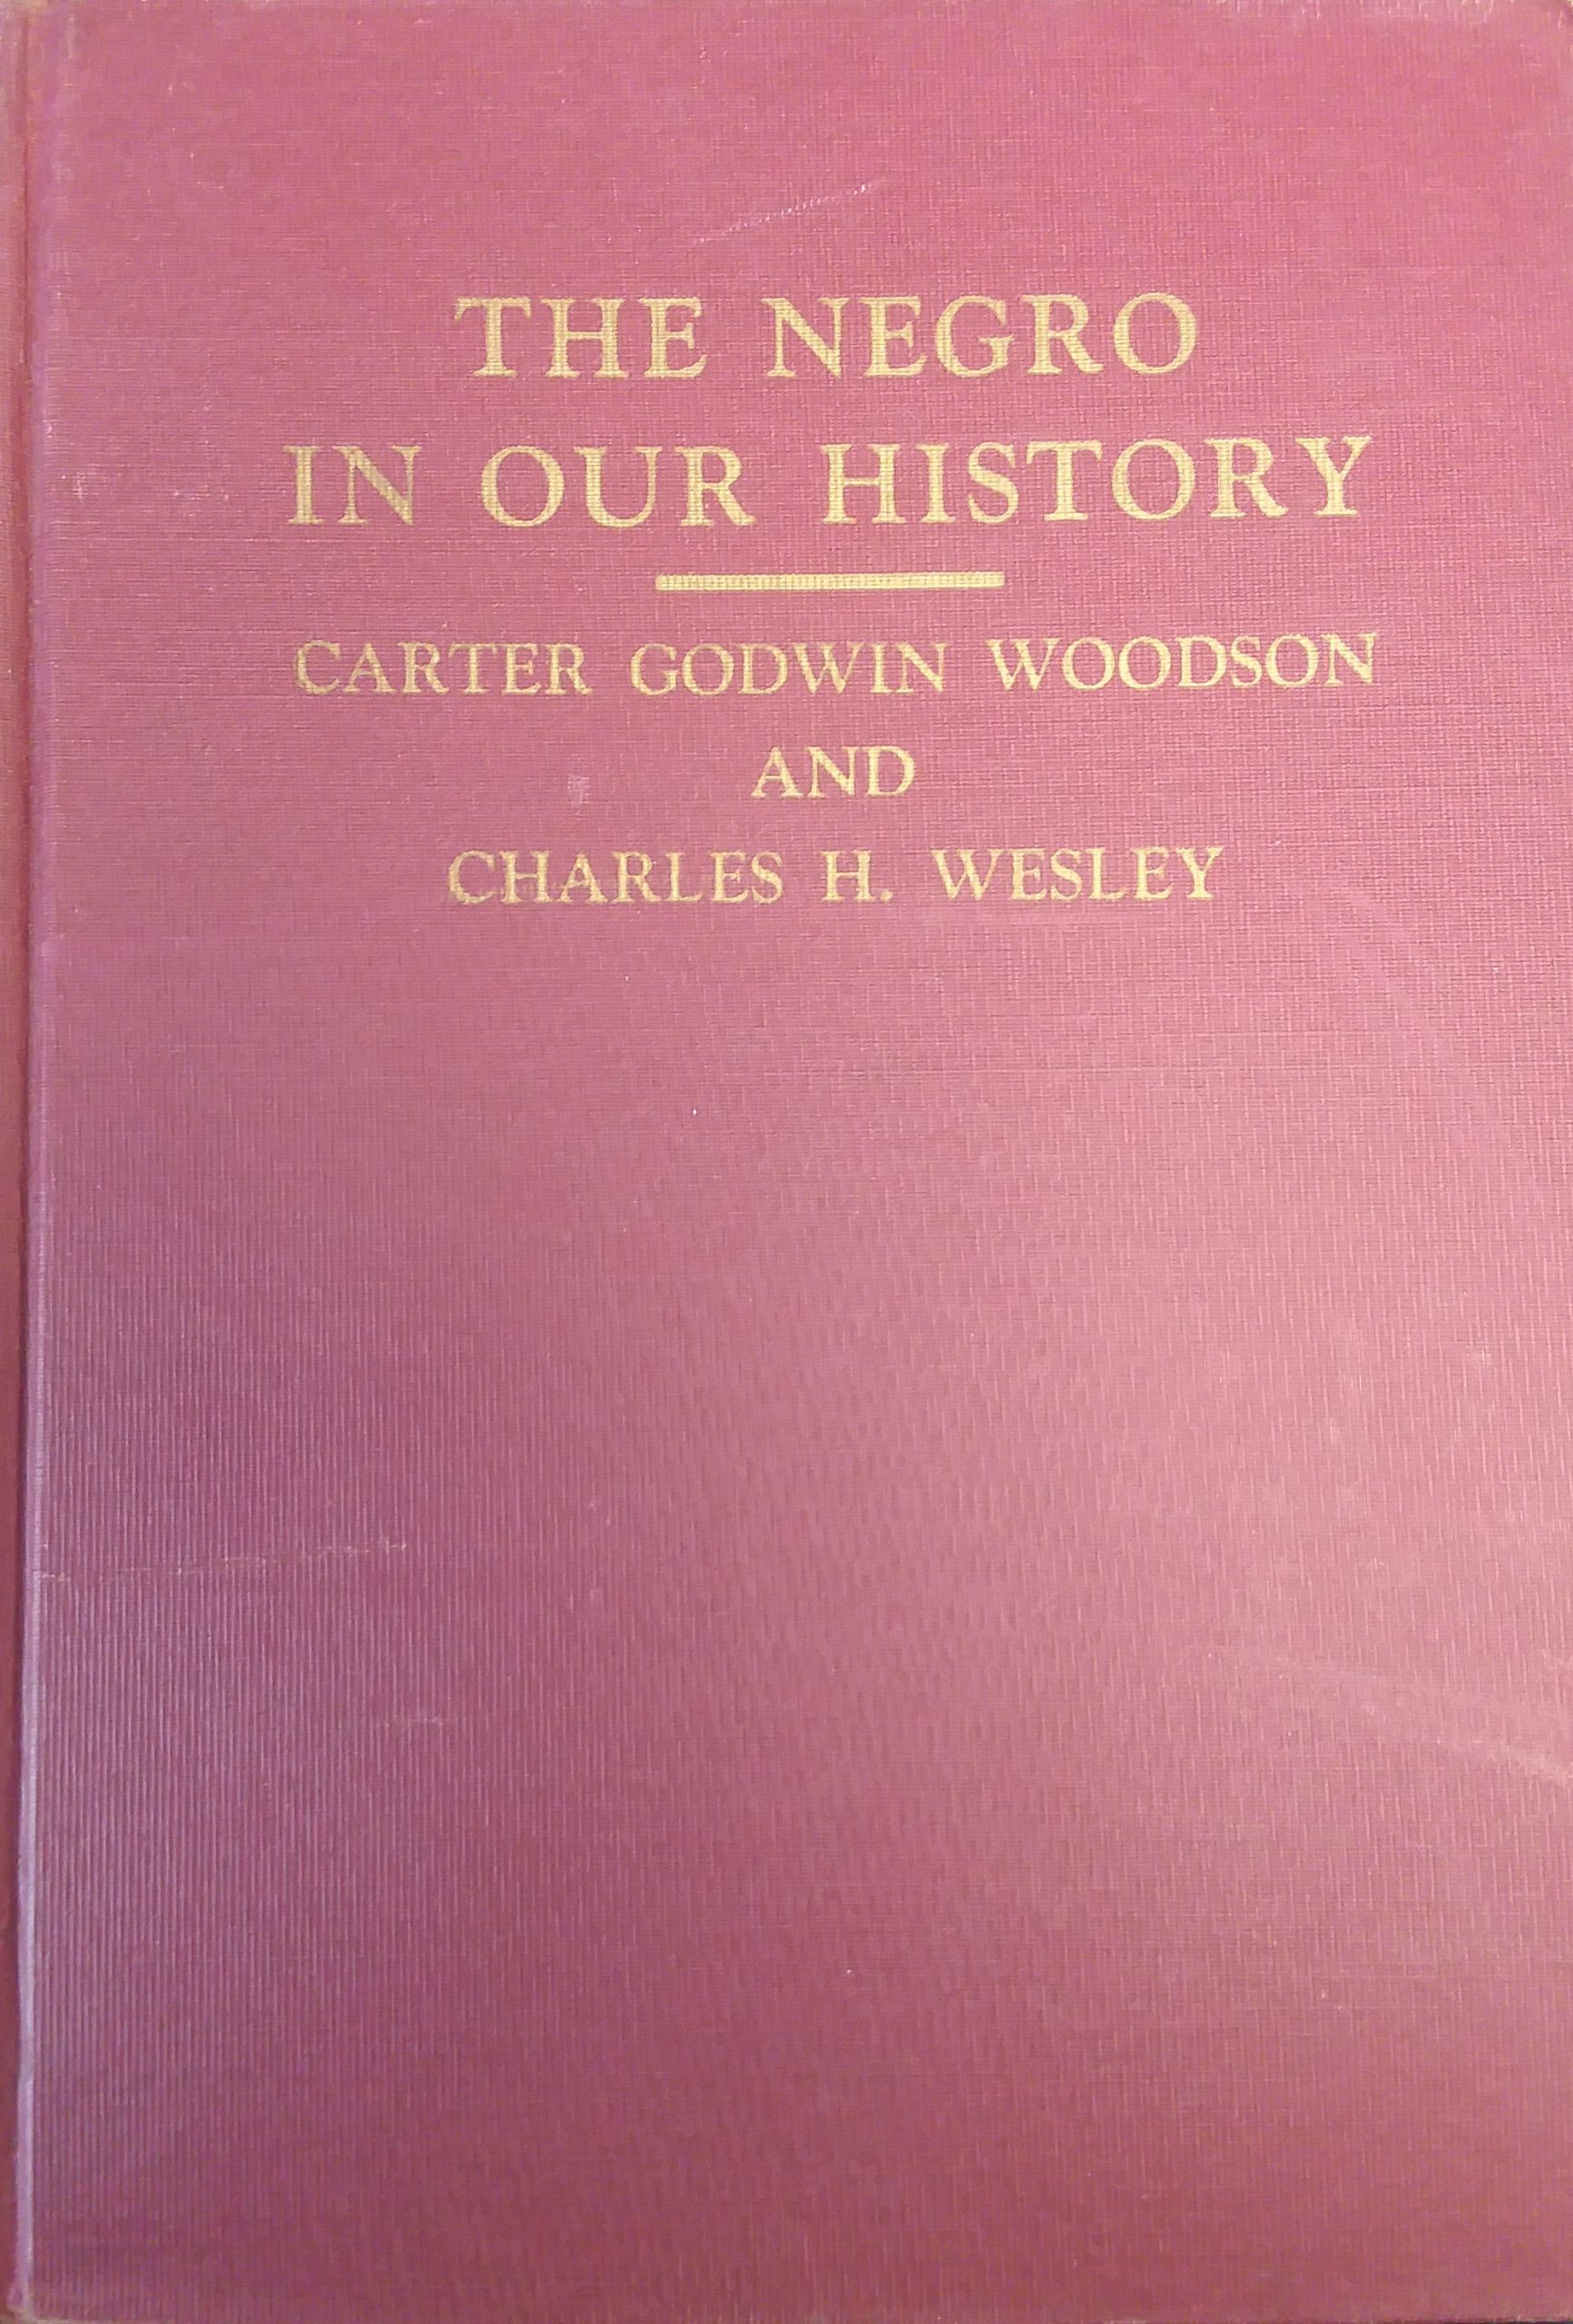 THE NEGRO
IN OUR HISTORY
CARTER GODWIN WOODSON
AND
CHARLES H. WESLEY